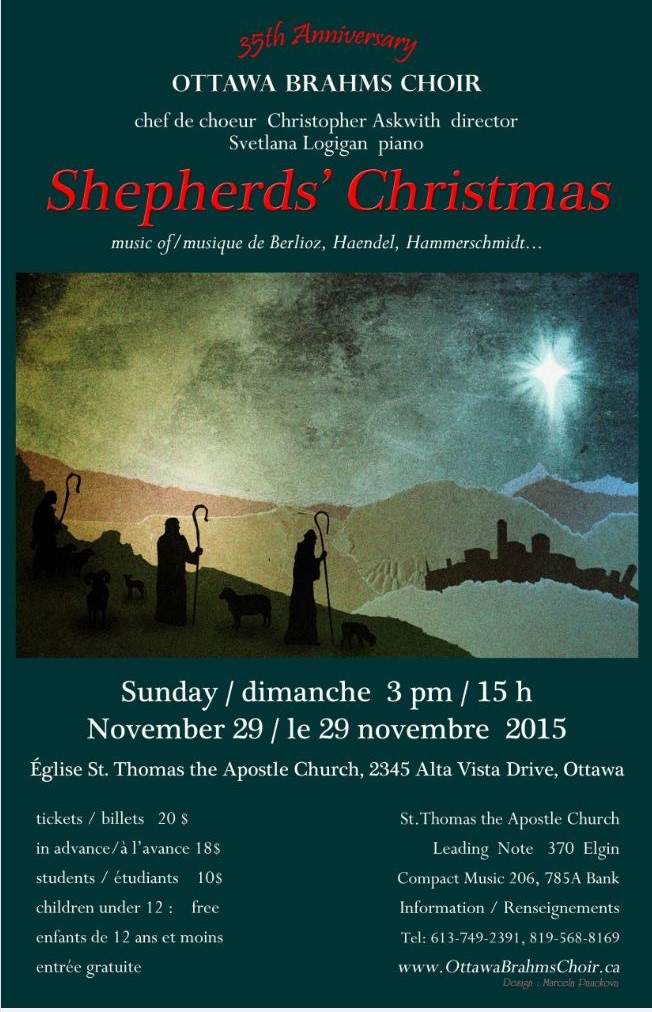 35th Anniversary
OTTAWA BRAHMS CHOIR
chef de choeur Christopher Askwith director
Svetlana Logigan piano
Shepherds' Christmas
music of/musique de Berlioz, Haendel, Hammerschmidt...
Sunday / dimanche 3 pm / 15 h
November 29 / le 29 novembre 2015
Église St. Thomas the Apostle Church, 2345 Alta Vista Drive, Ottawa
tickets / billets 20 $
in advance/à l'avance 18$
students / étudiants 10$
children under 12 : free
enfants de 12 ans et moins
entrée gratuite
St.Thomas the Apostle Church
Leading Note 370 Elgin
Compact Music 206, 785A Bank
Information / Renseignements
Tel: 613-749-2391, 819-568-8169
www.OttawaBrahmsChoir.ca
Design : Marcela